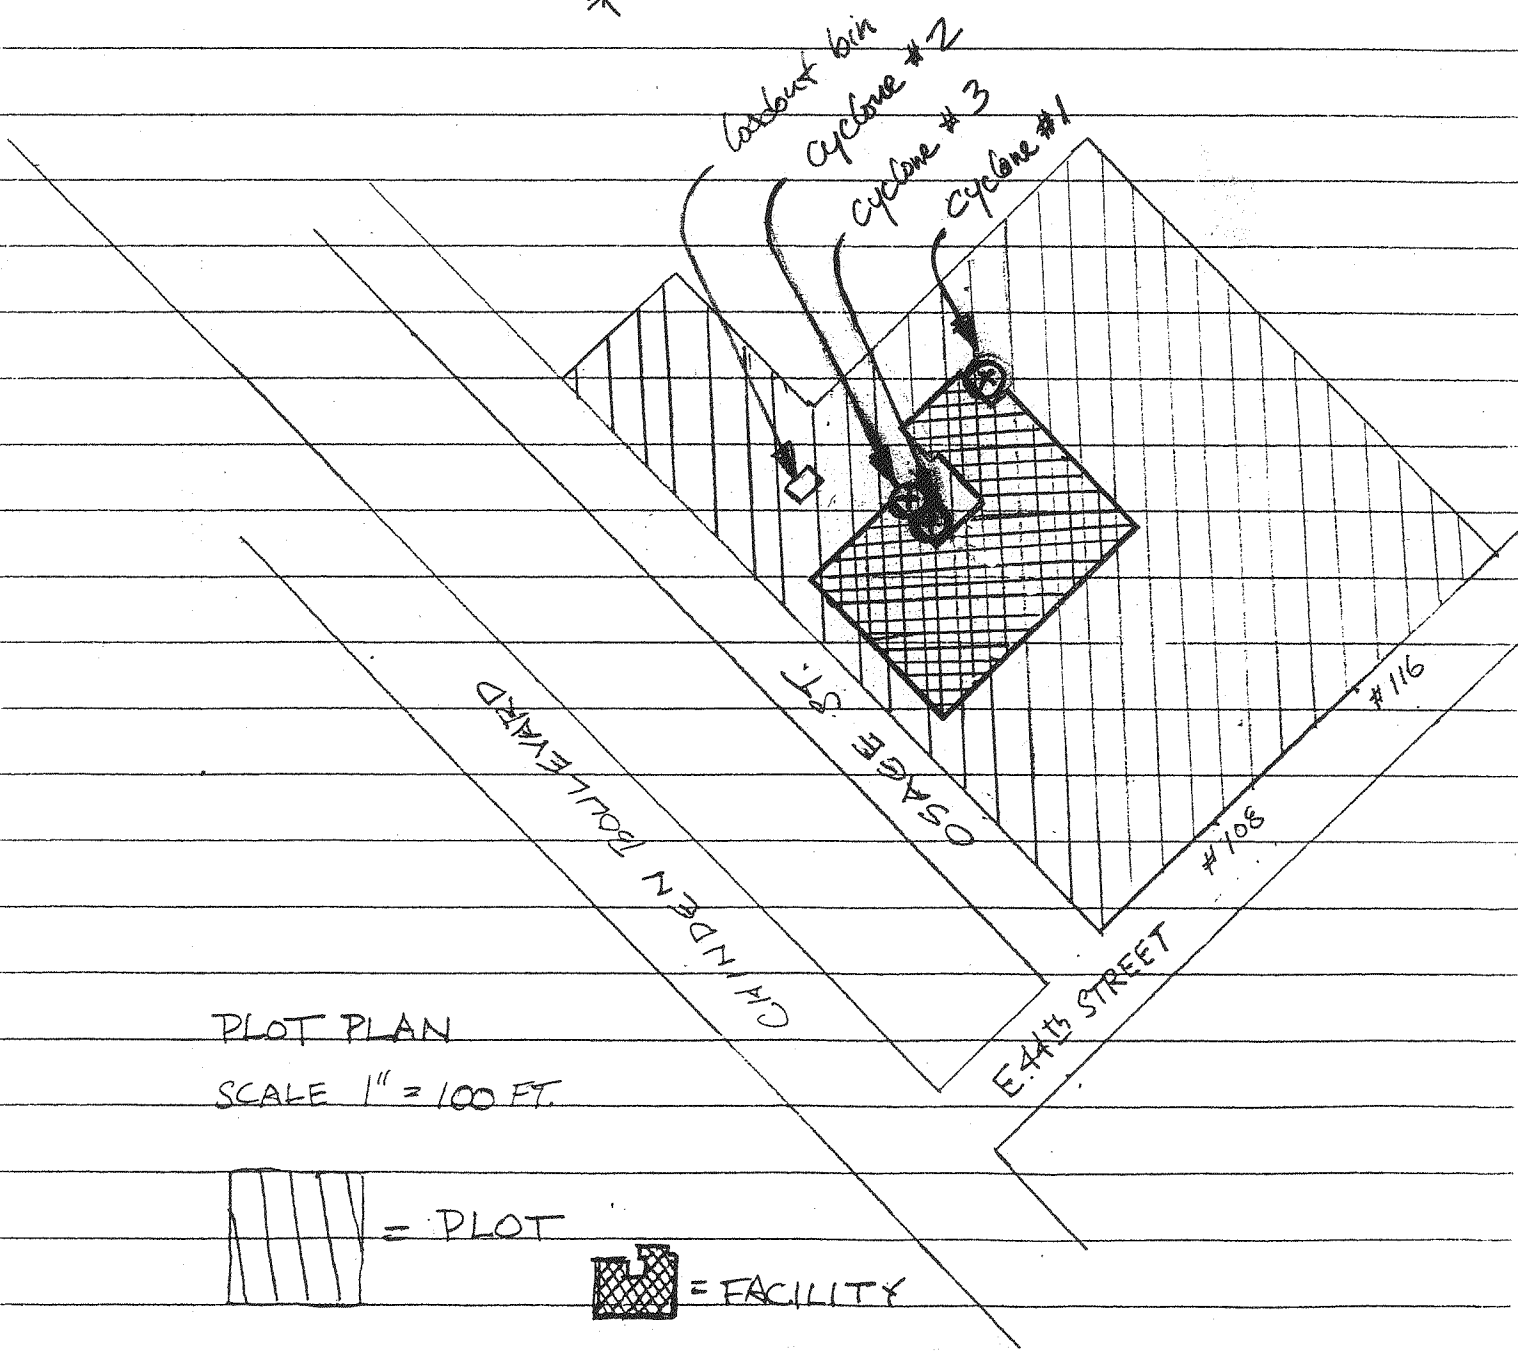 loadout bin
cyclone #2
cyclone #3
cyclone #1
#116
#108
OSAGE ST.
CHINDEN BOULEVARD
E. 44th STREET
PLOT PLAN
SCALE 1" = 100 FT.
= PLOT
= FACILITY